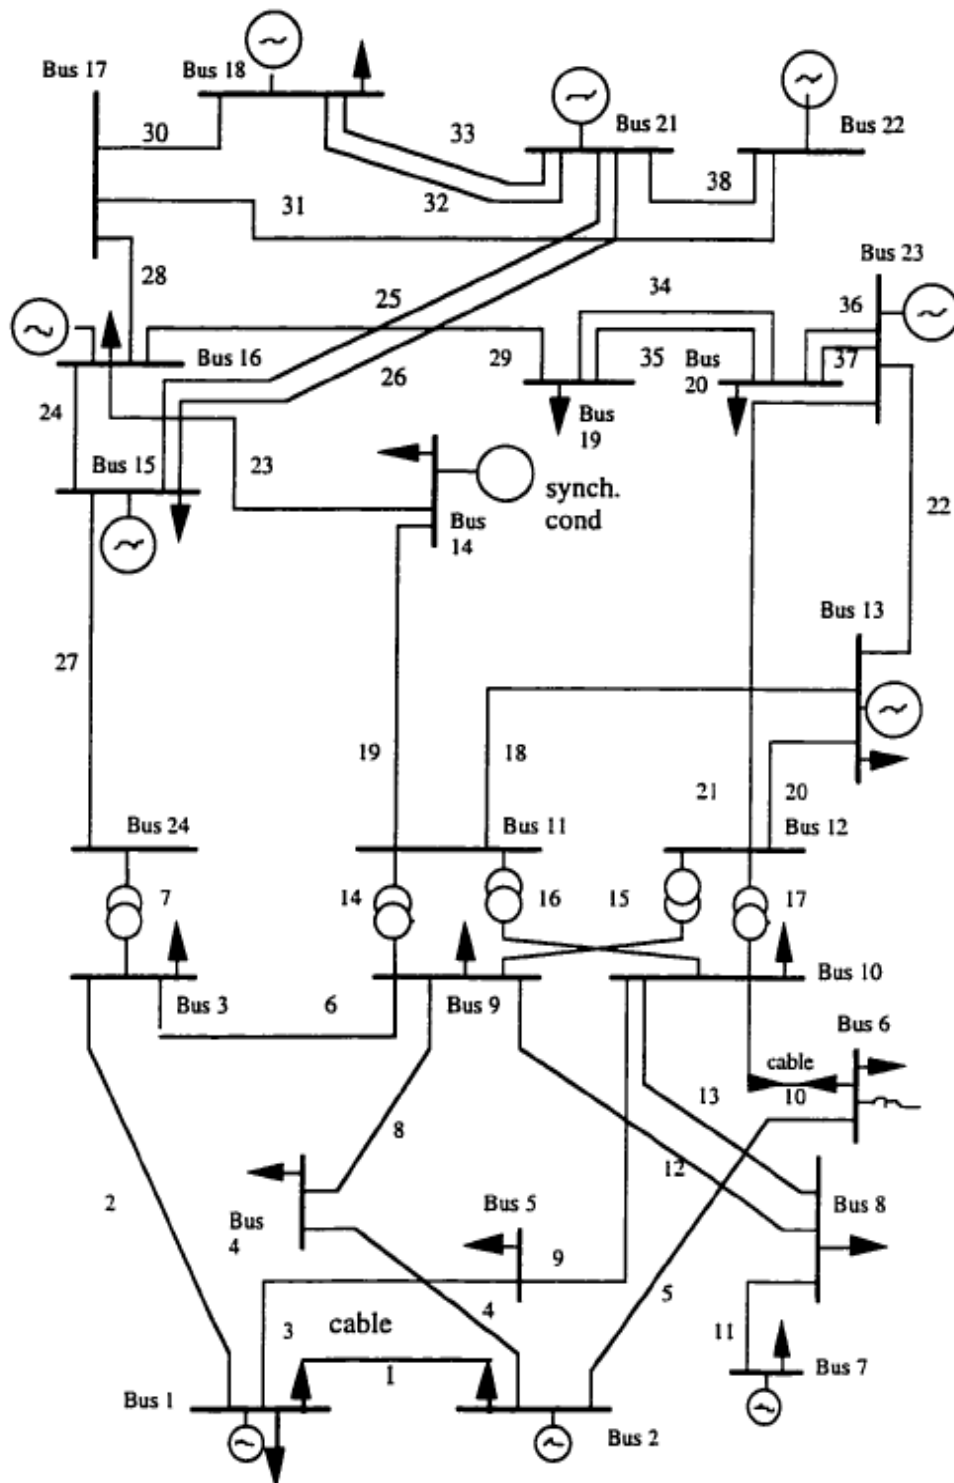 Bus 17
Bus 18
Bus 21
Bus 22
30
33
38
31
32
Bus 23
28
25
34
36
Bus 16
29
35
Bus
20
37
24
26
Bus
19
Bus 15
23
synch.
cond
Bus
14
22
Bus 13
27
19
18
21
20
Bus 24
Bus 11
Bus 12
7
14
16
15
17
Bus 3
6
Bus 9
Bus 10
Bus 6
cable
10
13
8
12
2
Bus
4
Bus 5
Bus 8
9
5
4
3
cable
11
1
Bus 7
Bus 1
Bus 2